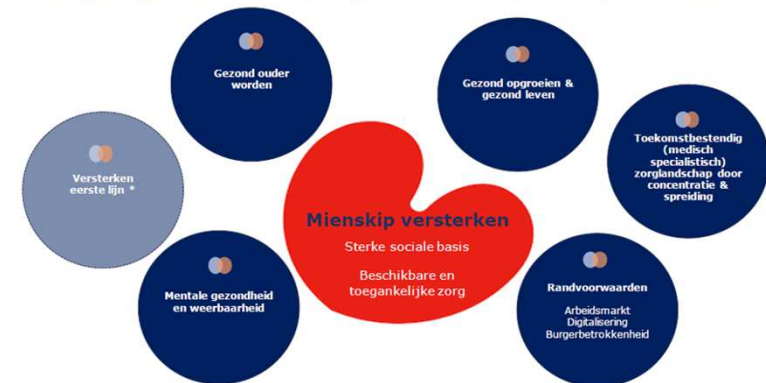 Gezond ouder
worden
Gezond opgroeien &
gezond leven
Toekomstbestendig
(medisch
specialistisch)
zorglandschap door
concentratie &
spreiding
Versterken
eerste lijn *
Mienskip versterken
Sterke sociale basis
Beschikbare en
toegankelijke zorg
Mentale gezondheid
en weerbaarheid
Randvoorwaarden
Arbeidsmarkt
Digitalisering
Burgerbetrokkenheid